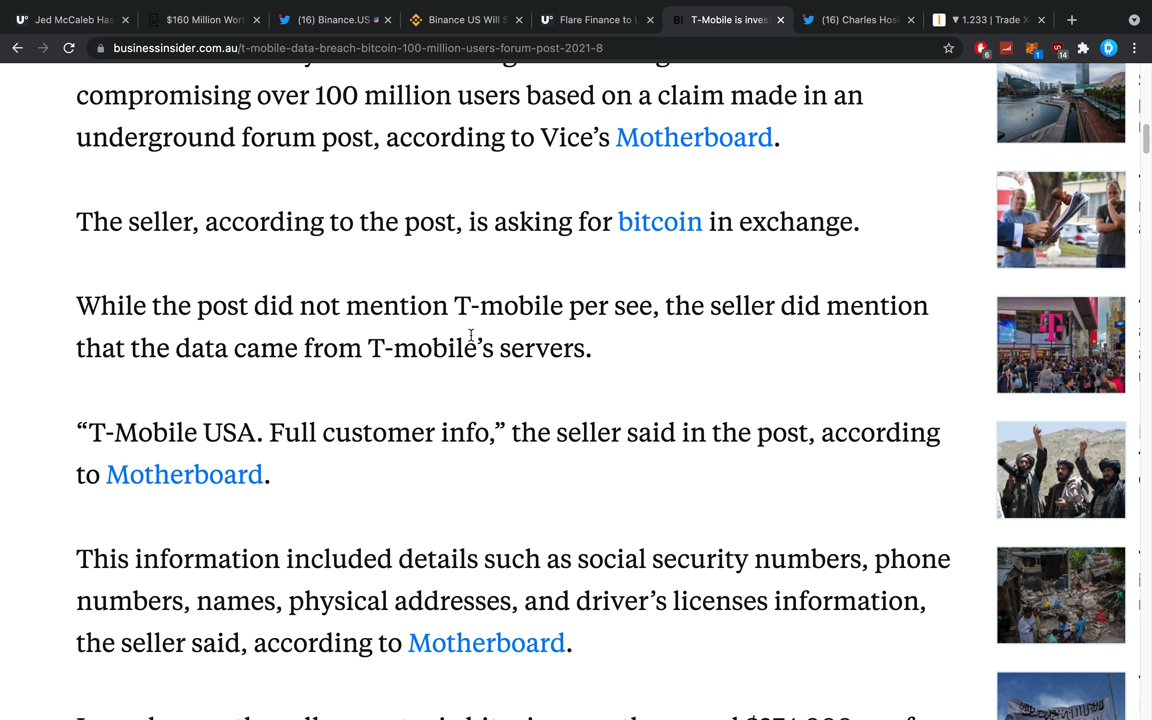 Jed McCaleb Has
$160 Million Wor
(16) Binance.US
Binance US Will S
Flare Finance to L
T-Mobile is inves
(16) Charles Hos
▼ 1.233 | Trade X
businessinsider.com.au/t-mobile-data-breach-bitcoin-100-million-users-forum-post-2021-8
6
1
14
compromising over 100 million users based on a claim made in an
underground forum post, according to Vice’s Motherboard.
The seller, according to the post, is asking for bitcoin in exchange.
While the post did not mention T-mobile per see, the seller did mention
that the data came from T-mobile’s servers.
“T-Mobile USA. Full customer info,” the seller said in the post, according
to Motherboard.
This information included details such as social security numbers, phone
numbers, names, physical addresses, and driver’s licenses information,
the seller said, according to Motherboard.